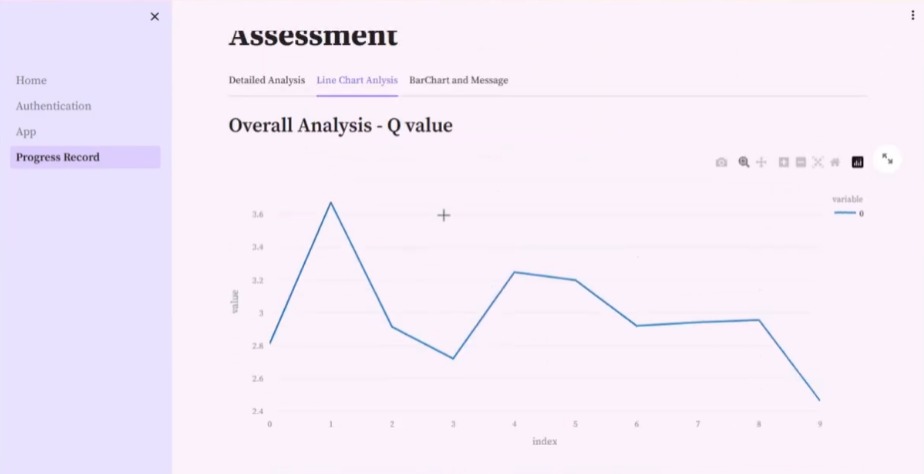 ×
Assessment
Home
Authentication
App
Progress Record
Detailed Analysis Line Chart Anlysis BarChart and Message
Overall Analysis - Q value
variable
0
3.6
3.4
3.2
3
2.8
2.6
2.4
value
0 1 2 3 4 5 6 7 8 9
index